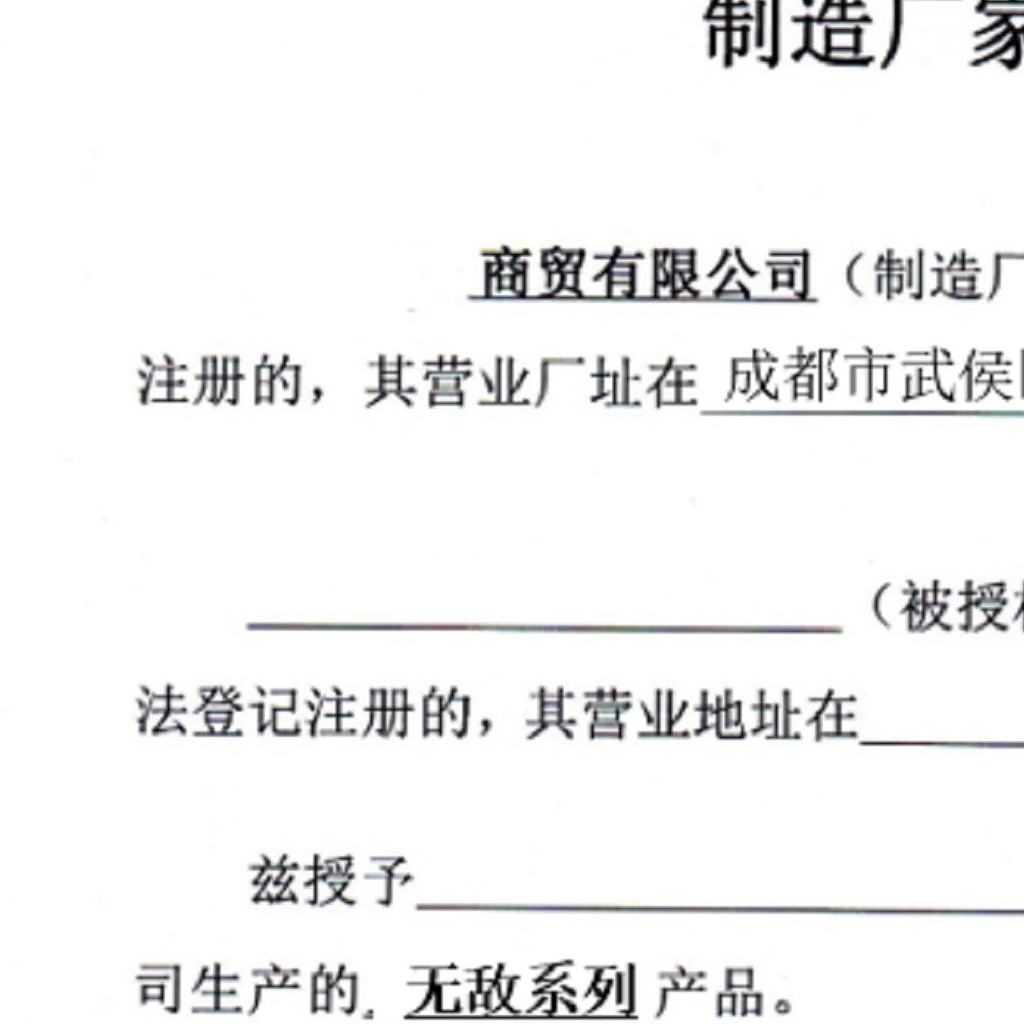 制造厂家
商贸有限公司（制造厂
注册的，其营业厂址在 成都市武侯
（被授
法登记注册的，其营业地址在
兹授予
司生产的 无敌系列 产品。